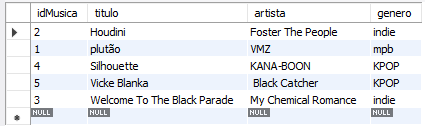 idMusica titulo artista genero
2 Houdini Foster The People indie
1 plutão VMZ mpb
4 Silhouette KANA-BOON KPOP
5 Vicke Blanka Black Catcher KPOP
3 Welcome To The Black Parade My Chemical Romance indie
NULL NULL NULL NULL